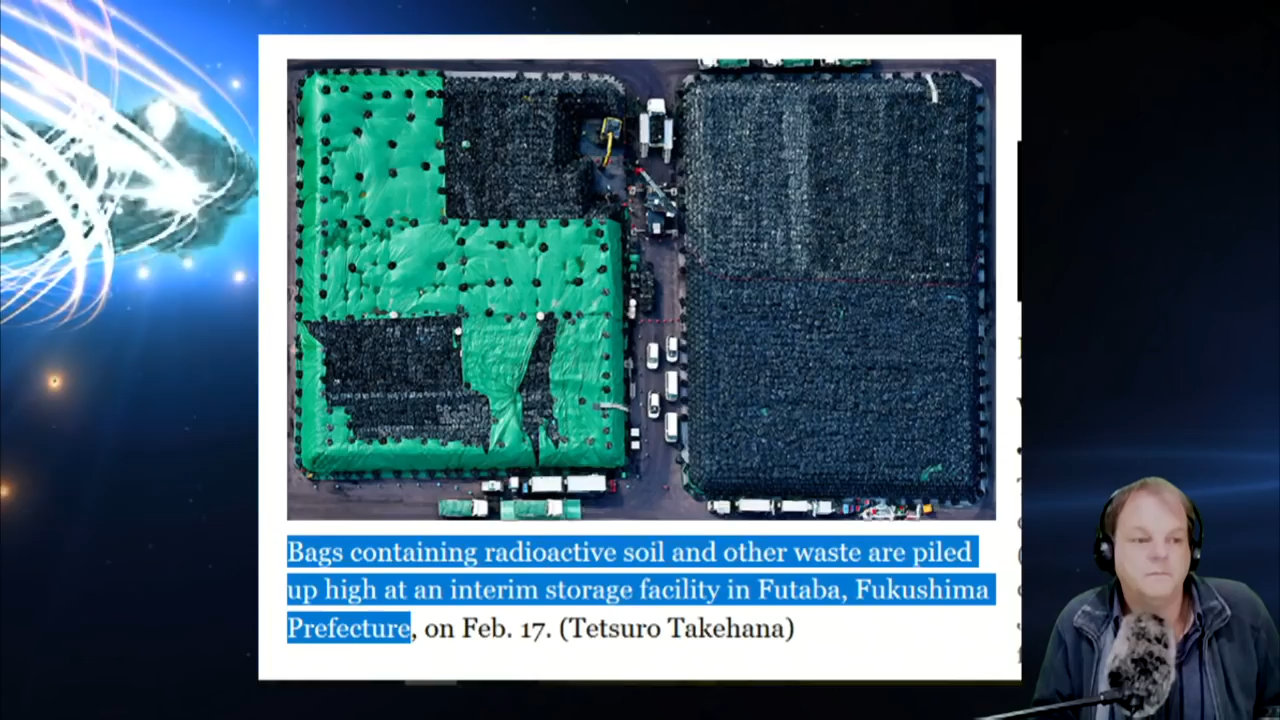 Bags containing radioactive soil and other waste are piled
up high at an interim storage facility in Futaba, Fukushima
Prefecture, on Feb. 17. (Tetsuro Takehana)